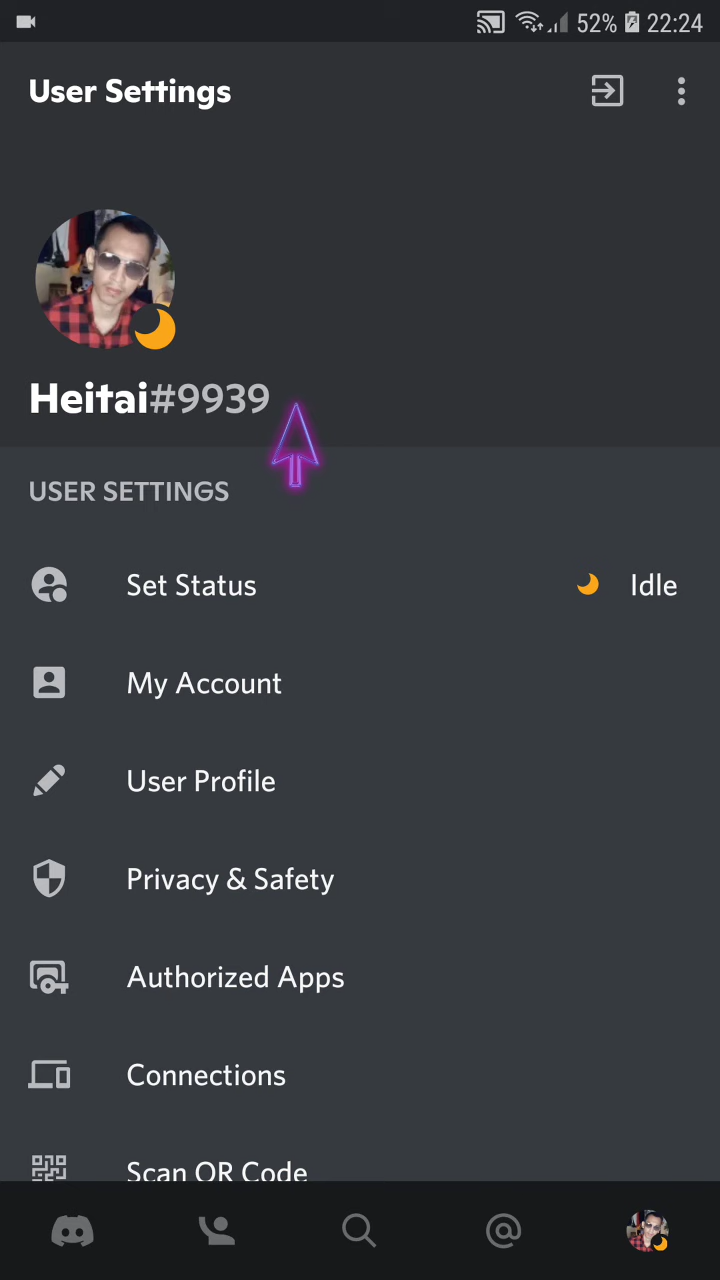 52% 22:24
User Settings
Heitai#9939
USER SETTINGS
Set Status Idle
My Account
User Profile
Privacy & Safety
Authorized Apps
Connections
Scan QR Code